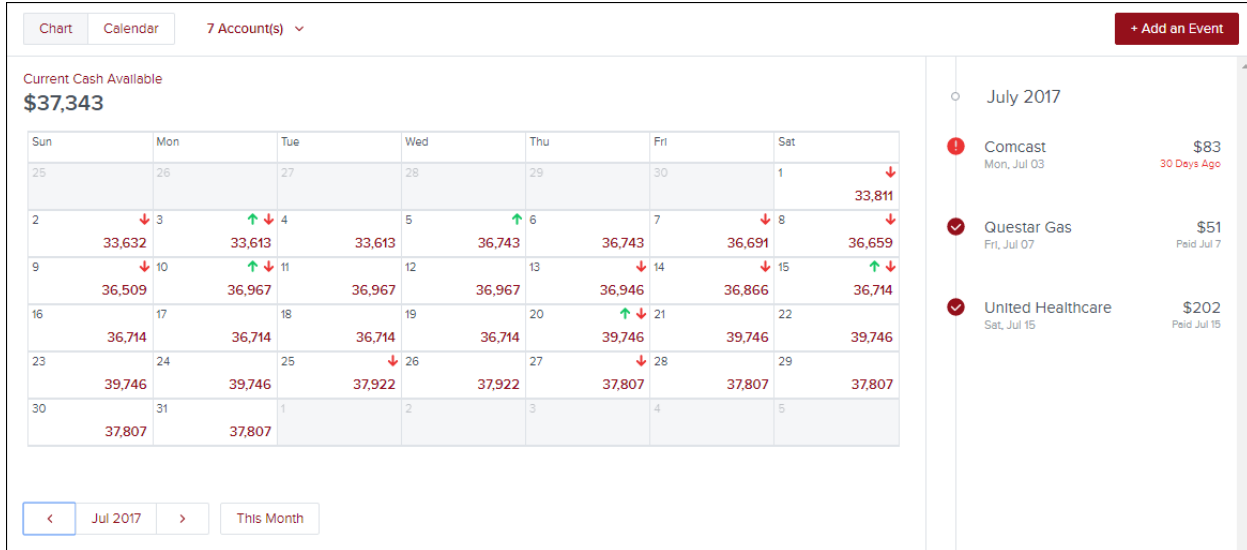 Chart Calendar 7 Account(s)
+ Add an Event
Current Cash Available
$37,343
Sun Mon Tue Wed Thu Fri Sat
25 26 27 28 29 30 1
33,811
2 3 4 5 6 7 8
33,632 33,613 33,613 36,743 36,743 36,691 36,659
9 10 11 12 13 14 15
36,509 36,967 36,967 36,967 36,946 36,866 36,714
16 17 18 19 20 21 22
36,714 36,714 36,714 36,714 39,746 39,746 39,746
23 24 25 26 27 28 29
39,746 39,746 37,922 37,922 37,807 37,807 37,807
30 31 1 2 3 4 5
37,807 37,807
Jul 2017 This Month
July 2017
Comcast $83
Mon, Jul 03 30 Days Ago
Questar Gas $51
Fri, Jul 07 Paid Jul 7
United Healthcare $202
Sat, Jul 15 Paid Jul 15